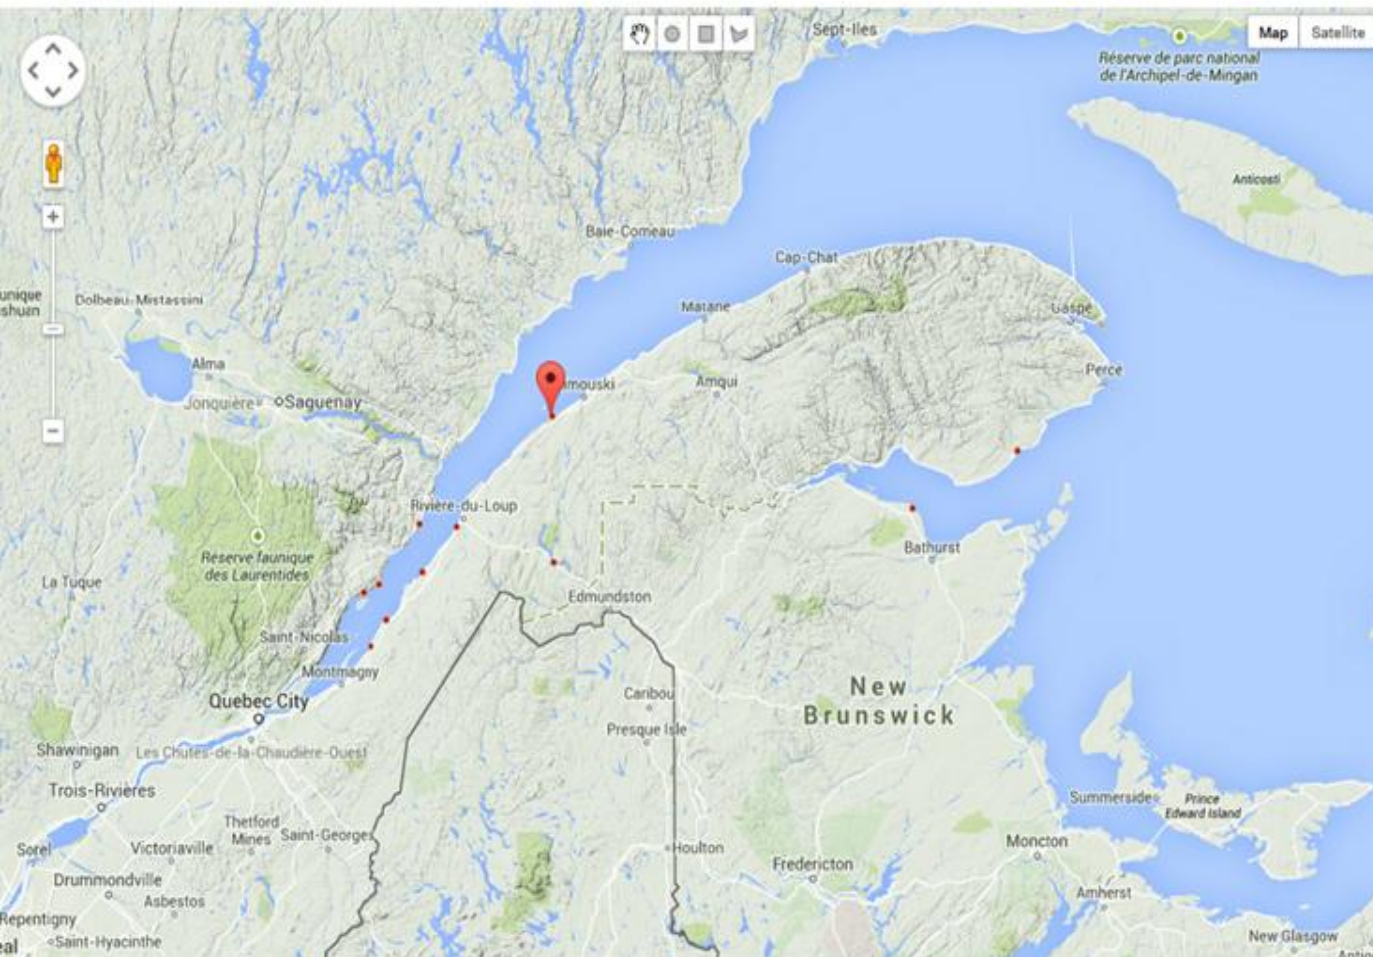 Sept-Iles
Map
Satellite
Réserve de parc national
de l'Archipel-de-Mingan
Anticosti
Baie-Comeau
Cap-Chat
unique
shuan
Dolbeau-Mistassini
Matane
Gaspé
Alma
Jonquière
Saguenay
imouski
Amqui
Percé
Rivière-du-Loup
Réserve faunique
des Laurentides
Bathurst
La Tuque
Edmundston
Saint-Nicolas
Montmagny
Quebec City
Caribou
New
Brunswick
Presque Isle
Shawinigan
Les Chutes-de-la-Chaudière-Ouest
Trois-Rivières
Summerside
Prince
Edward Island
Thetford
Mines
Saint-Georges
Sorel
Victoriaville
Houlton
Moncton
Fredericton
Drummondville
Asbestos
Amherst
Repentigny
eal
Saint-Hyacinthe
New Glasgow
Antig